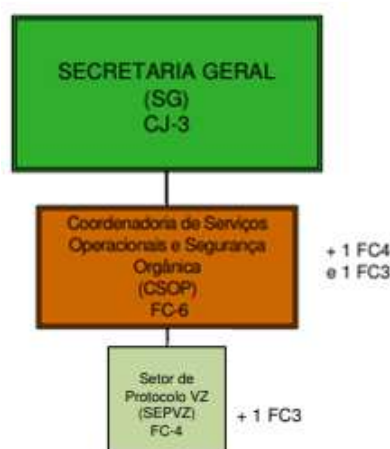 SECRETARIA GERAL
(SG)
CJ-3
Coordenadoria de Serviços
Operacionais e Segurança
Orgânica
(CSOP)
FC-6
+ 1 FC4
e 1 FC3
Setor de
Protocolo VZ
(SEPVZ)
FC-4
+ 1 FC3